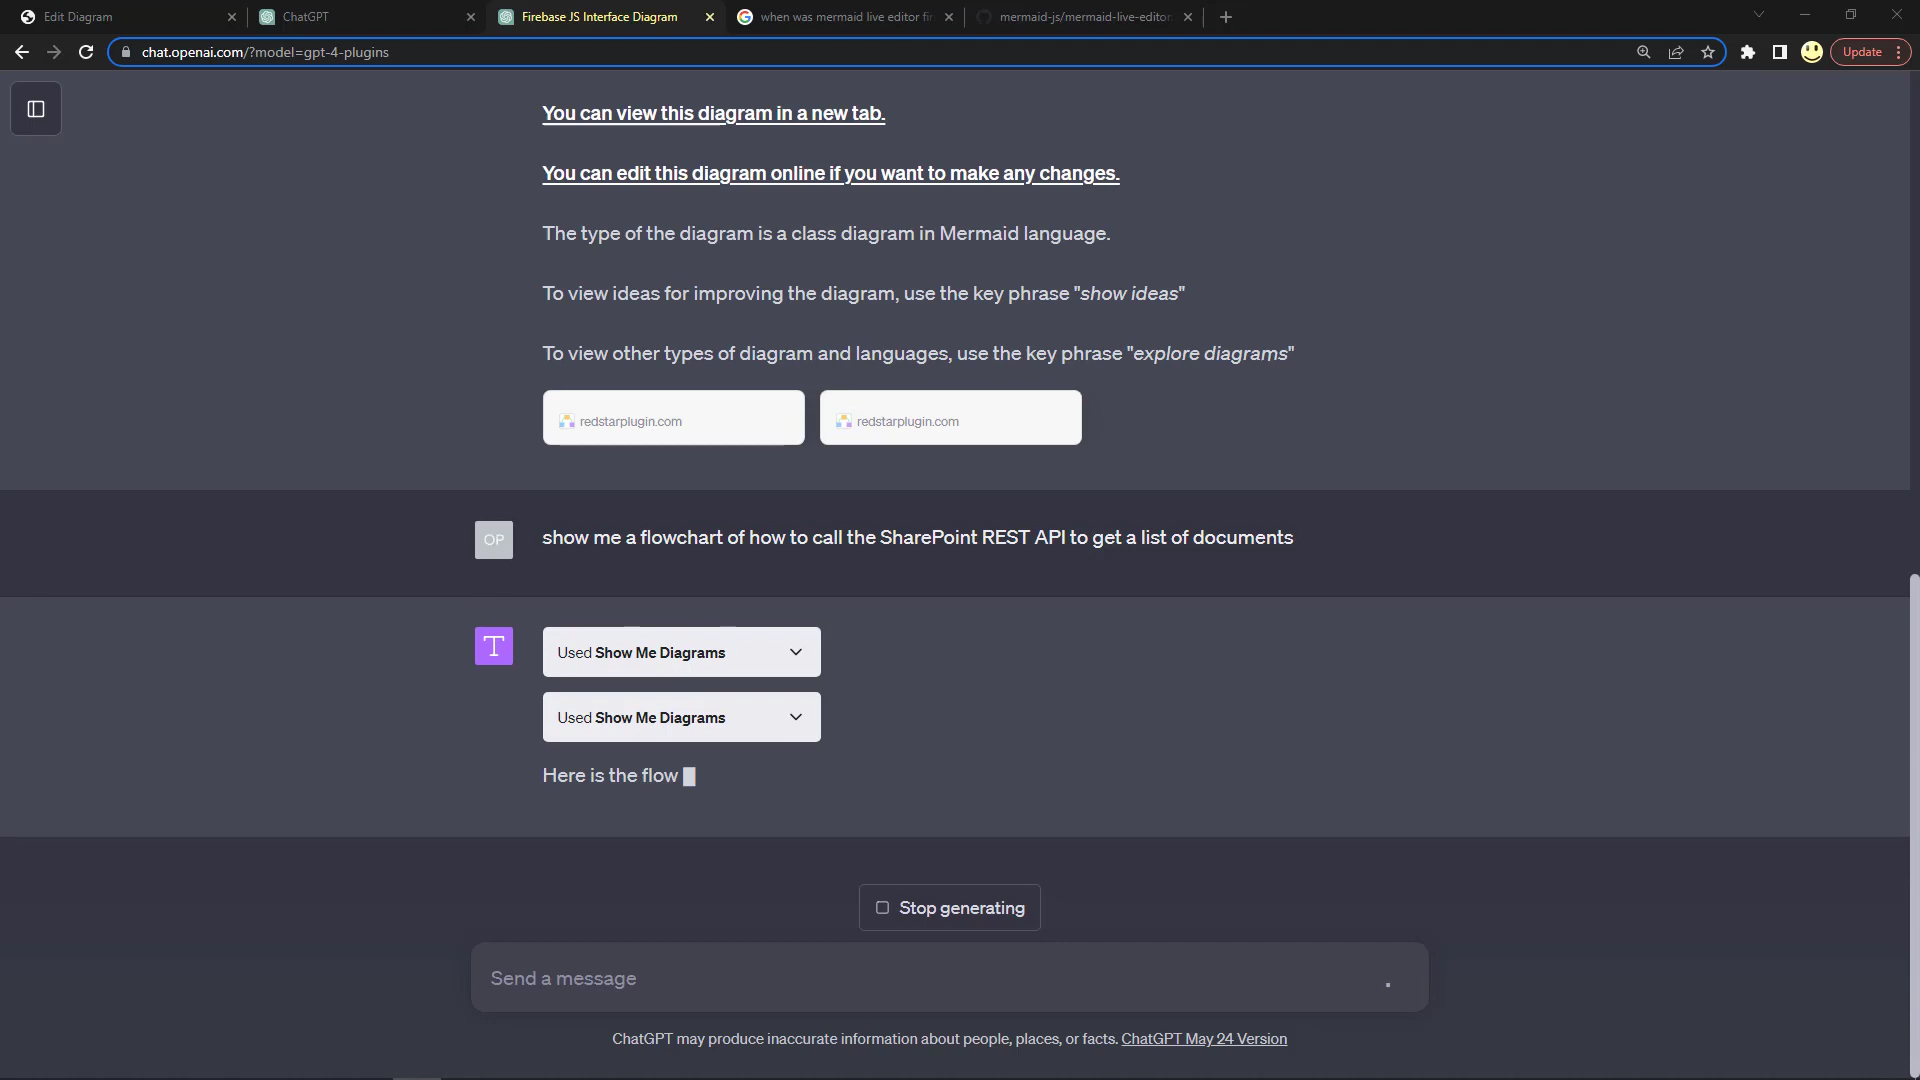 Edit Diagram
ChatGPT
Firebase JS Interface Diagram
when was mermaid live editor fir
mermaid-js/mermaid-live-editor:
chat.openai.com/?model=gpt-4-plugins
Update
You can view this diagram in a new tab.
You can edit this diagram online if you want to make any changes.
The type of the diagram is a class diagram in Mermaid language.
To view ideas for improving the diagram, use the key phrase "show ideas"
To view other types of diagram and languages, use the key phrase "explore diagrams"
redstarplugin.com
redstarplugin.com
OP
show me a flowchart of how to call the SharePoint REST API to get a list of documents
T
Used Show Me Diagrams
Used Show Me Diagrams
Here is the flow
Stop generating
Send a message
ChatGPT may produce inaccurate information about people, places, or facts. ChatGPT May 24 Version